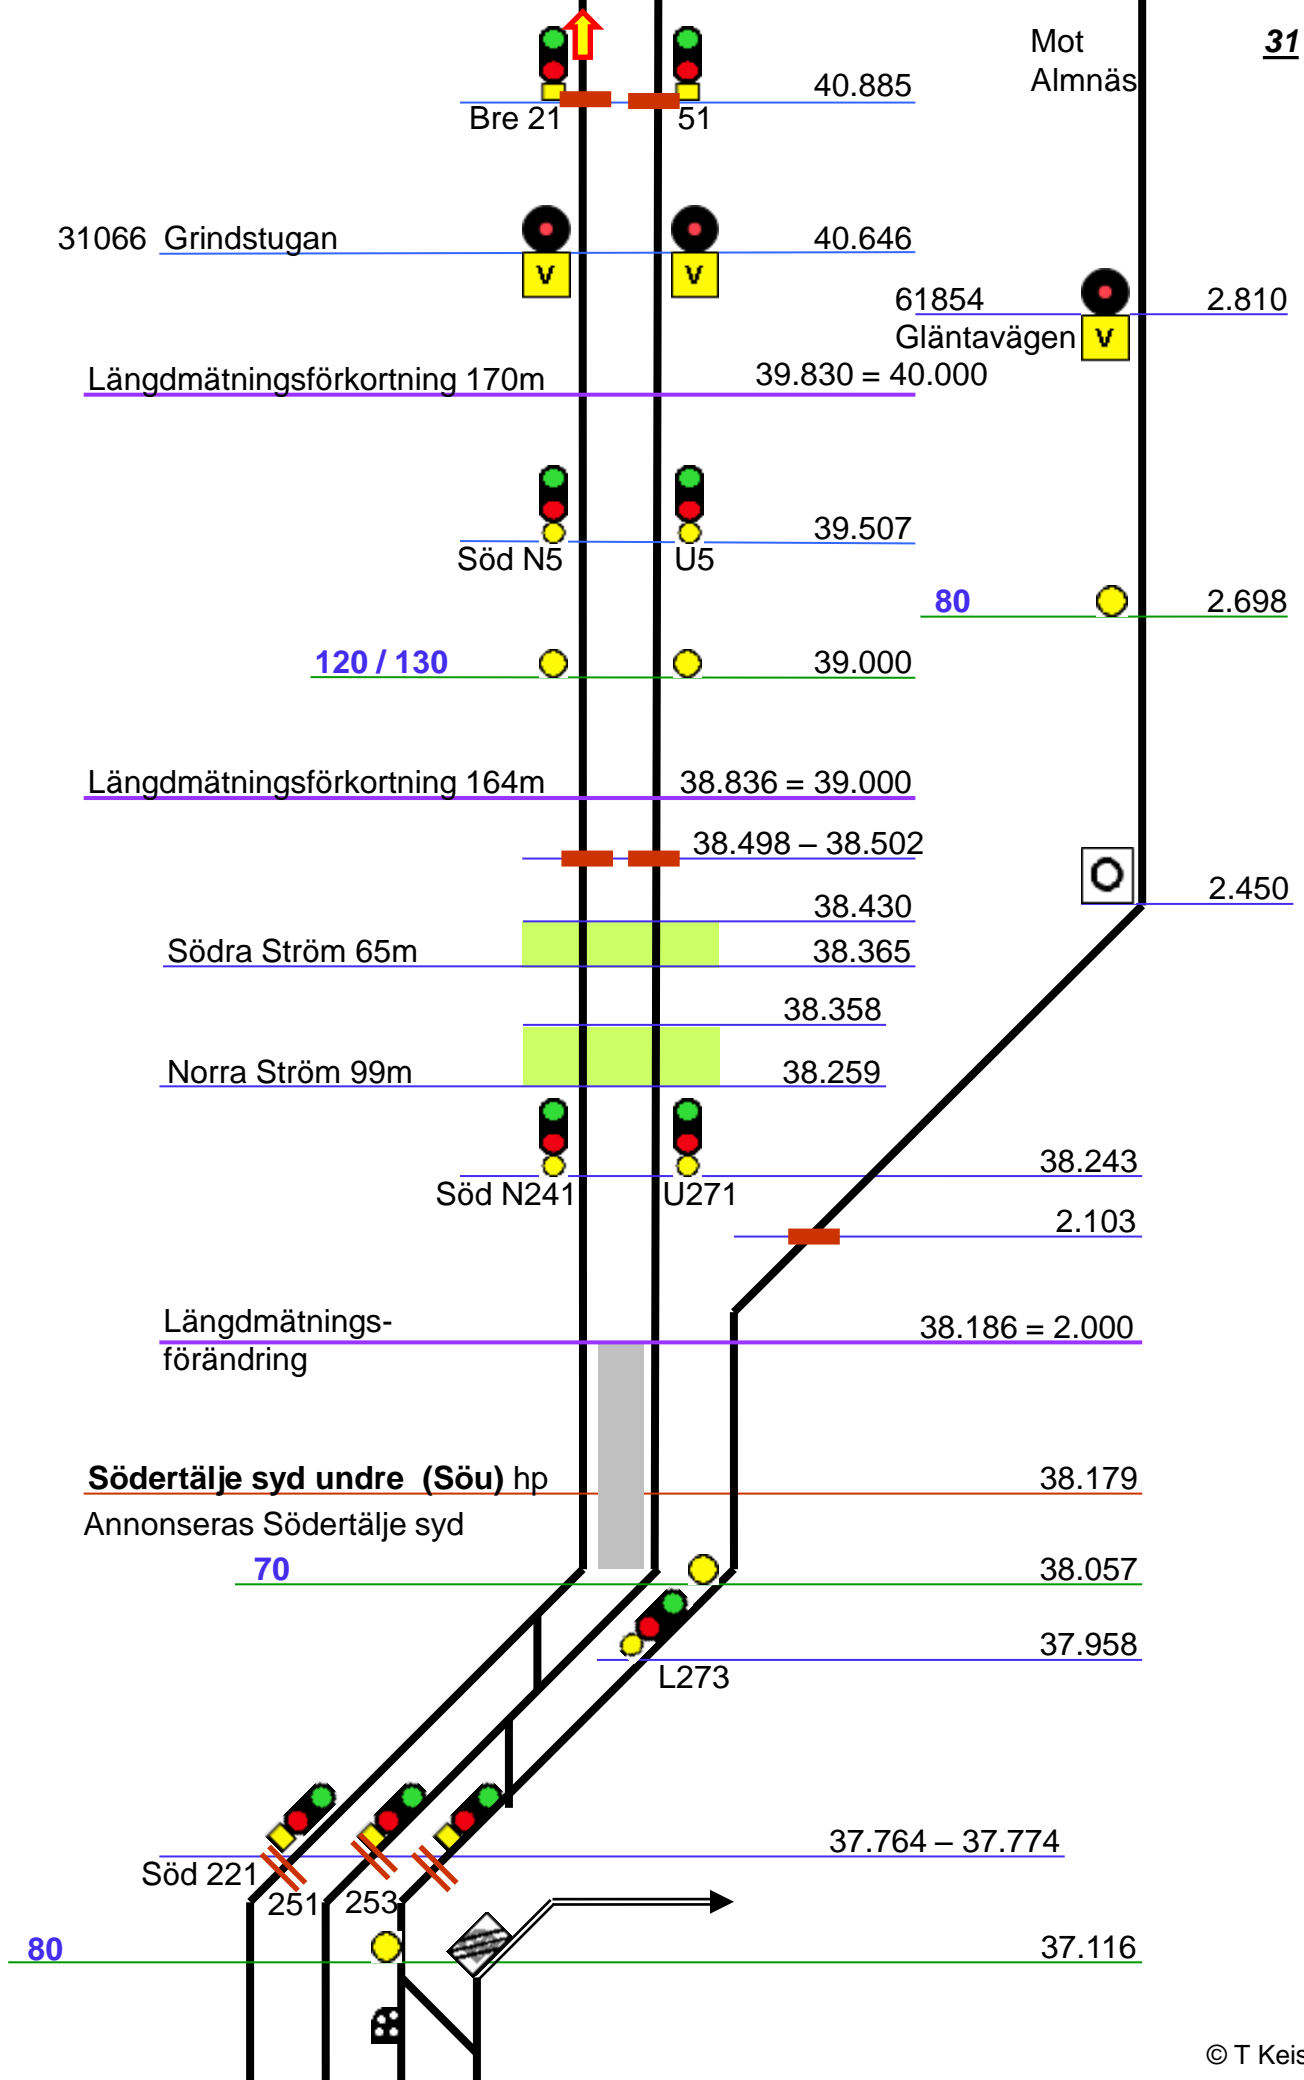 Mot
Almnäs
31
40.885
Bre 21
51
31066 Grindstugan
40.646
V
V
61854
2.810
Gläntavägen
V
Längdmätningsförkortning 170m
39.830 = 40.000
39.507
Söd N5
U5
80
2.698
120 / 130
39.000
Längdmätningsförkortning 164m
38.836 = 39.000
38.498 – 38.502
O
2.450
38.430
Södra Ström 65m
38.365
38.358
Norra Ström 99m
38.259
38.243
Söd N241
U271
2.103
Längdmätnings-
förändring
38.186 = 2.000
Södertälje syd undre (Söu) hp
38.179
Annonseras Södertälje syd
70
38.057
37.958
L273
37.764 – 37.774
Söd 221
251
253
80
37.116
© T Keis